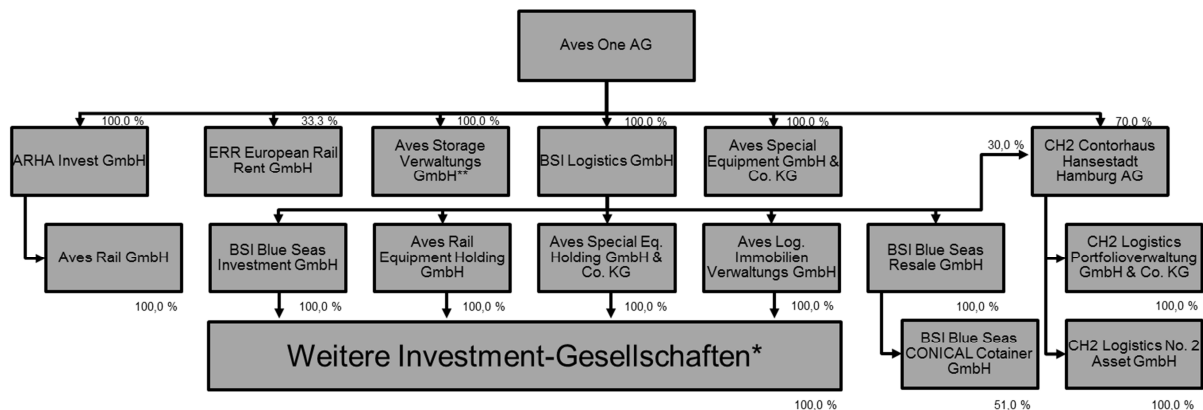 Aves One AG
100,0 %
33,3 %
100,0 %
100,0 %
100,0 %
70,0 %
ARHA Invest GmbH
ERR European Rail
Rent GmbH
Aves Storage
Verwaltungs
GmbH**
BSI Logistics GmbH
Aves Special
Equipment GmbH &
Co. KG
30,0 %
CH2 Contorhaus
Hansestadt
Hamburg AG
Aves Rail GmbH
BSI Blue Seas
Investment GmbH
Aves Rail
Equipment Holding
GmbH
Aves Special Eq.
Holding GmbH &
Co. KG
Aves Log.
Immobilien
Verwaltungs GmbH
BSI Blue Seas
Resale GmbH
CH2 Logistics
Portfolioverwaltung
GmbH & Co. KG
100,0 %
100,0 %
100,0 %
100,0 %
100,0 %
100,0 %
100,0 %
Weitere Investment-Gesellschaften*
BSI Blue Seas
CONICAL Cotainer
GmbH
CH2 Logistics No. 2
Asset GmbH
100,0 %
51,0 %
100,0 %